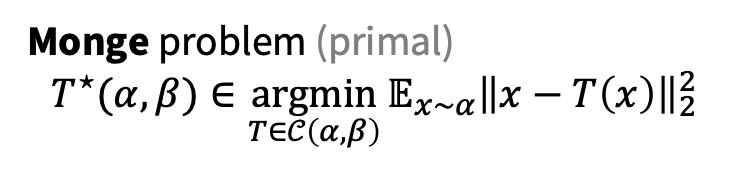 Monge problem (primal)
T⋆(α, β) ∈ argmin 𝔼ₓ∼α‖x − T(x)‖₂²
T∈𝒞(α,β)